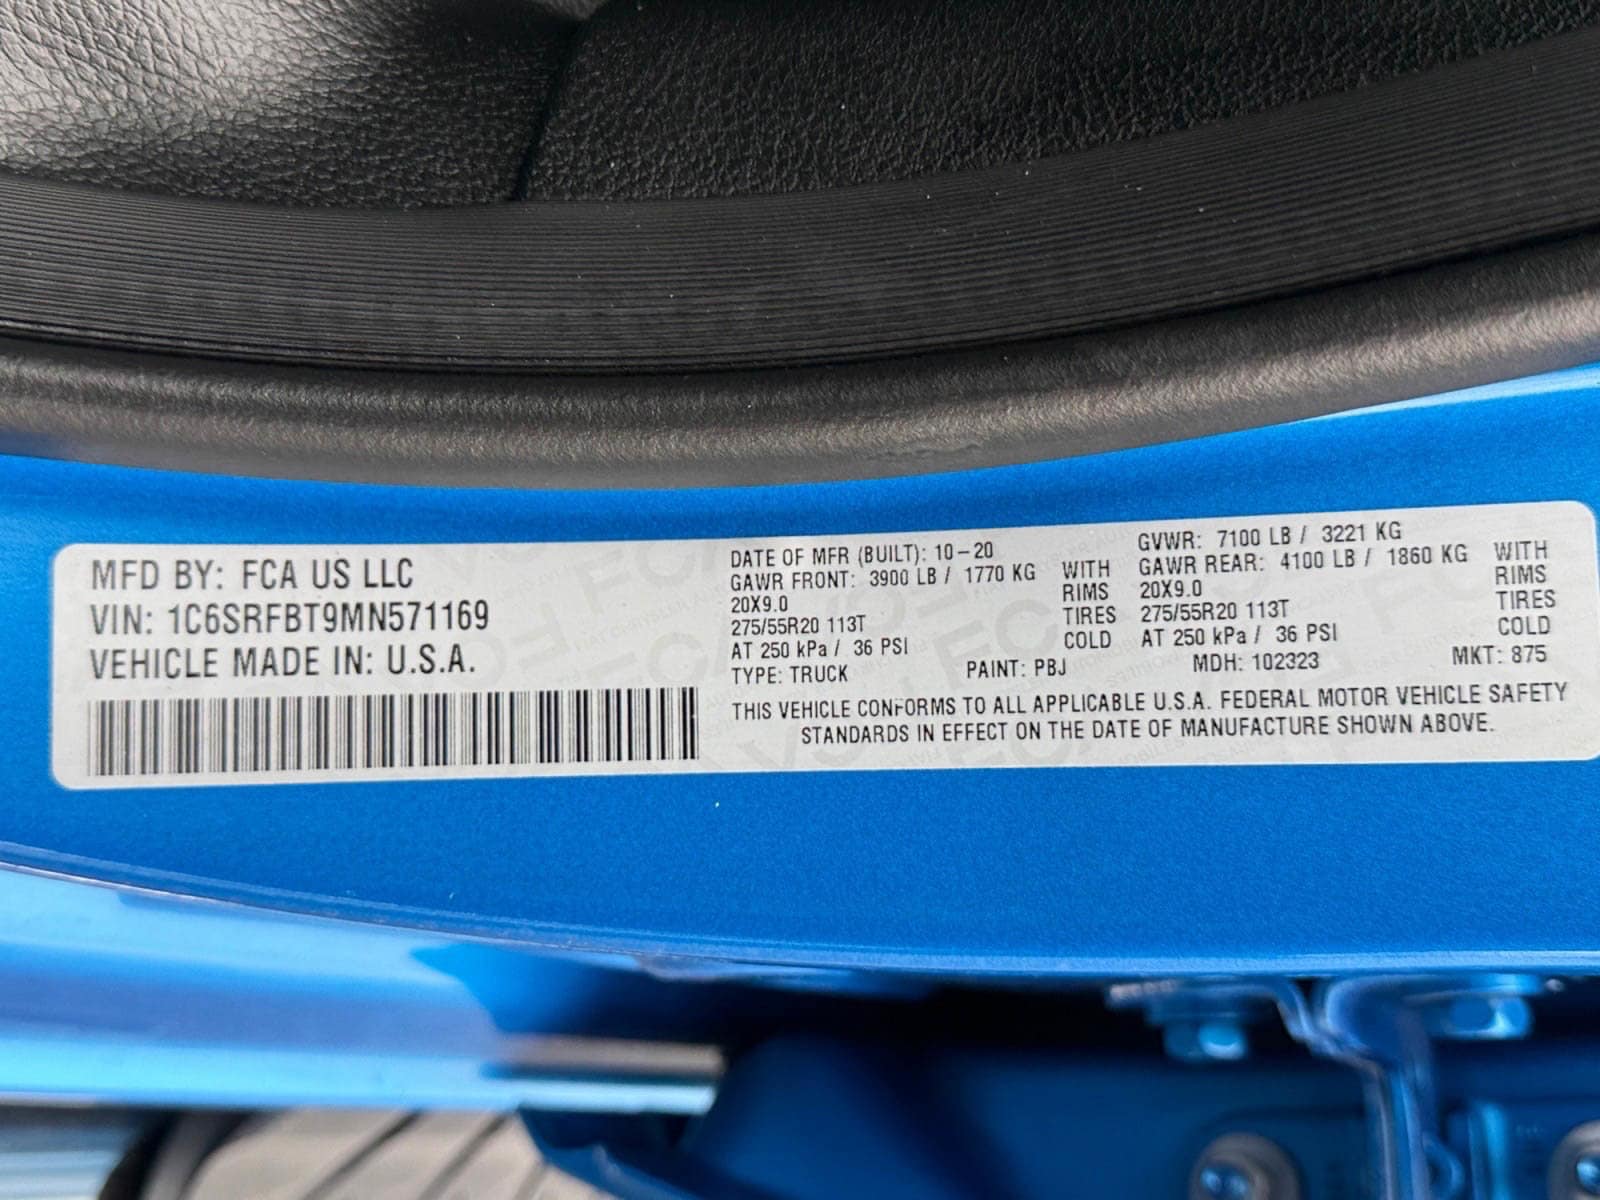 MFD BY: FCA US LLC
VIN: 1C6SRFBT9MN571169
VEHICLE MADE IN: U.S.A.
DATE OF MFR (BUILT): 10-20
GAWR FRONT: 3900 LB / 1770 KG WITH
20X9.0 RIMS
275/55R20 113T TIRES
AT 250 kPa / 36 PSI COLD
GVWR: 7100 LB / 3221 KG
GAWR REAR: 4100 LB / 1860 KG WITH
20X9.0 RIMS
275/55R20 113T TIRES
AT 250 kPa / 36 PSI COLD
TYPE: TRUCK PAINT: PBJ MDH: 102323 MKT: 875
THIS VEHICLE CONFORMS TO ALL APPLICABLE U.S.A. FEDERAL MOTOR VEHICLE SAFETY
STANDARDS IN EFFECT ON THE DATE OF MANUFACTURE SHOWN ABOVE.